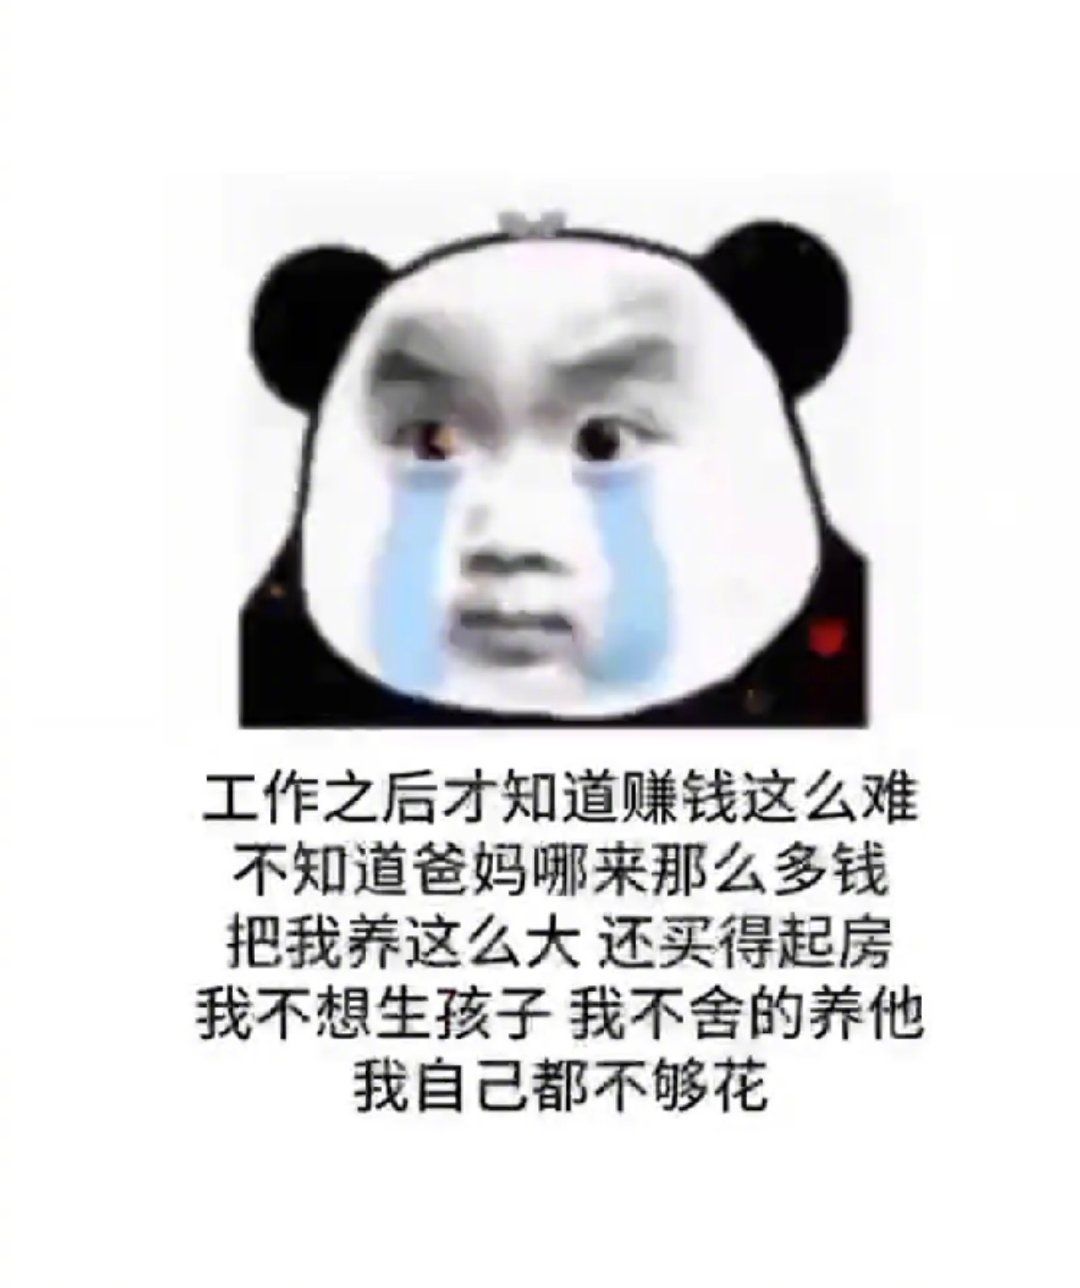 工作之后才知道赚钱这么难
不知道爸妈哪来那么多钱
把我养这么大 还买得起房
我不想生孩子 我不舍的养他
我自己都不够花